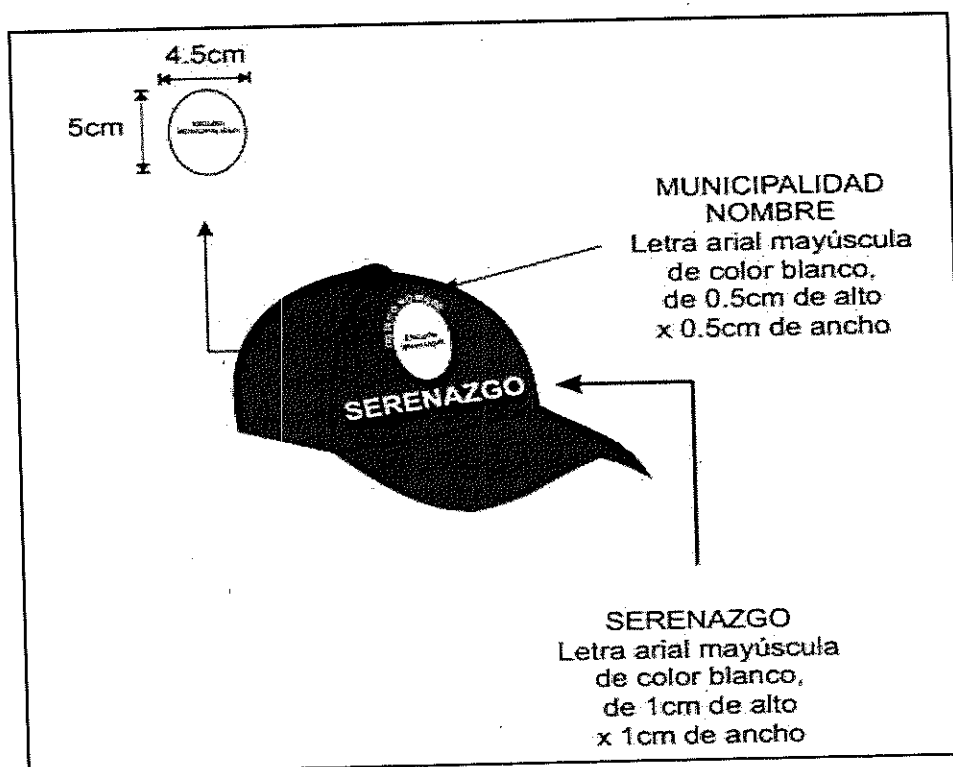 4.5cm
5cm
MUNICIPALIDAD
NOMBRE
Letra arial mayúscula
de color blanco,
de 0.5cm de alto
x 0.5cm de ancho
SERENAZGO
SERENAZGO
Letra arial mayúscula
de color blanco,
de 1cm de alto
x 1cm de ancho